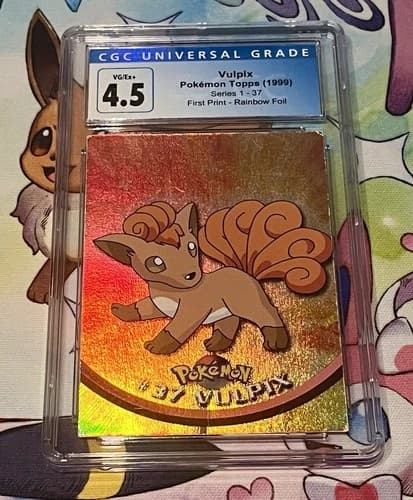 CGC UNIVERSAL GRADE
VG/Ex+
4.5
Vulpix
Pokémon Topps (1999)
Series 1 - 37
First Print - Rainbow Foil
POKéMON
#37 VULPIX